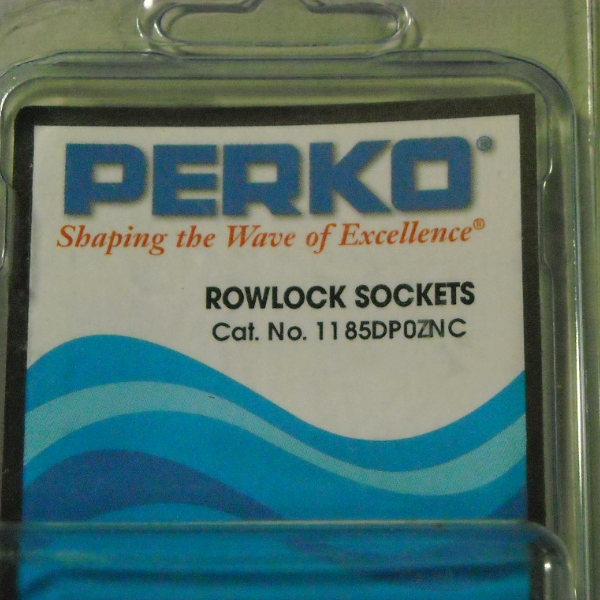 PERKO®
Shaping the Wave of Excellence®
ROWLOCK SOCKETS
Cat. No. 1185DP0ZNC